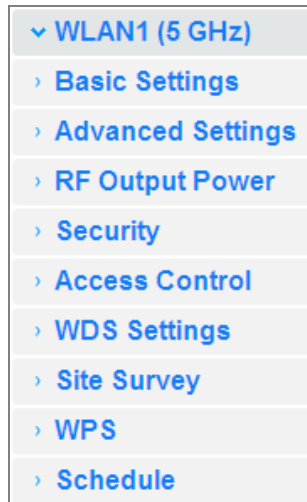 WLAN1 (5 GHz)
Basic Settings
Advanced Settings
RF Output Power
Security
Access Control
WDS Settings
Site Survey
WPS
Schedule